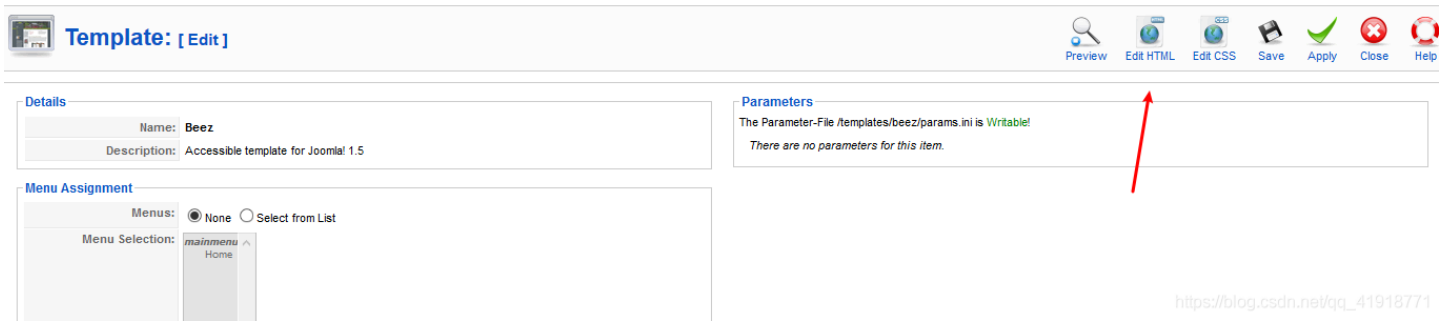 Template: [ Edit ]
Preview Edit HTML Edit CSS Save Apply Close Help
Details
Name: Beez
Description: Accessible template for Joomla! 1.5
Parameters
The Parameter-File /templates/beez/params.ini is Writable!
There are no parameters for this item.
Menu Assignment
Menus: None Select from List
Menu Selection: mainmenu
Home
https://blog.csdn.net/qq_41918771